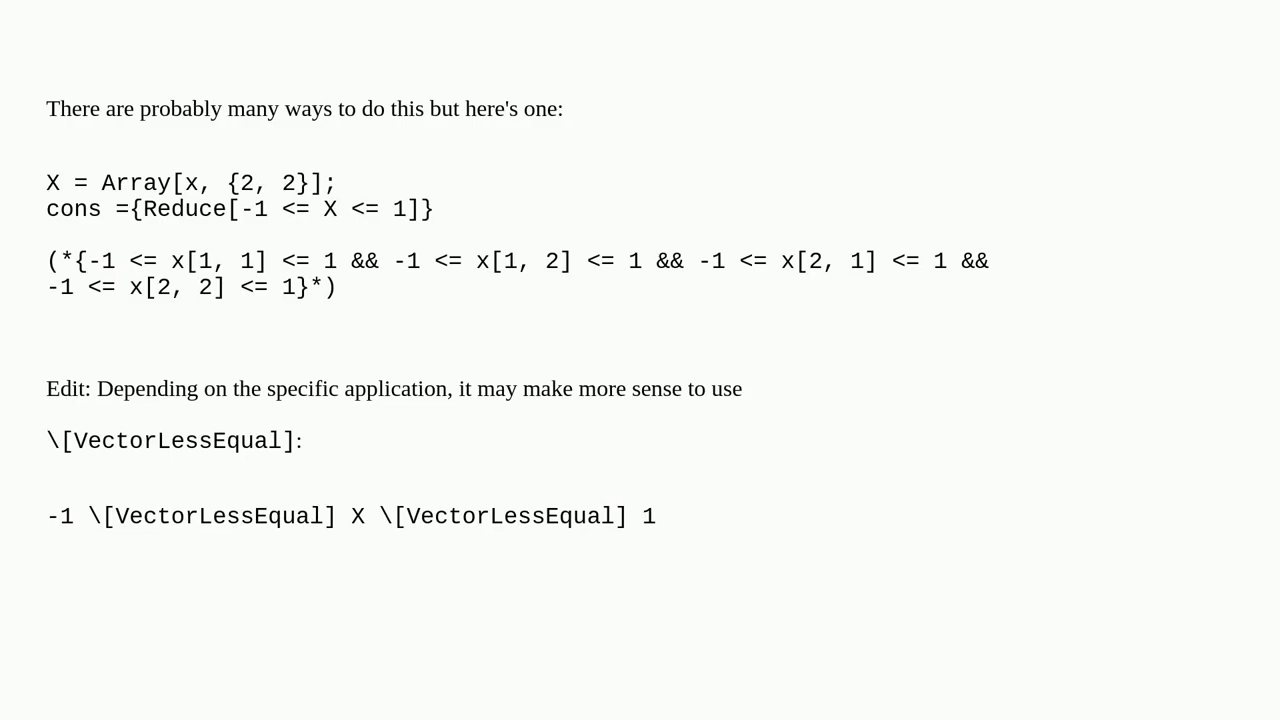 There are probably many ways to do this but here's one:
X = Array[x, {2, 2}];
cons ={Reduce[-1 <= X <= 1]}
(*{-1 <= x[1, 1] <= 1 && -1 <= x[1, 2] <= 1 && -1 <= x[2, 1] <= 1 &&
-1 <= x[2, 2] <= 1}*)
Edit: Depending on the specific application, it may make more sense to use
\[VectorLessEqual]:
-1 \[VectorLessEqual] X \[VectorLessEqual] 1